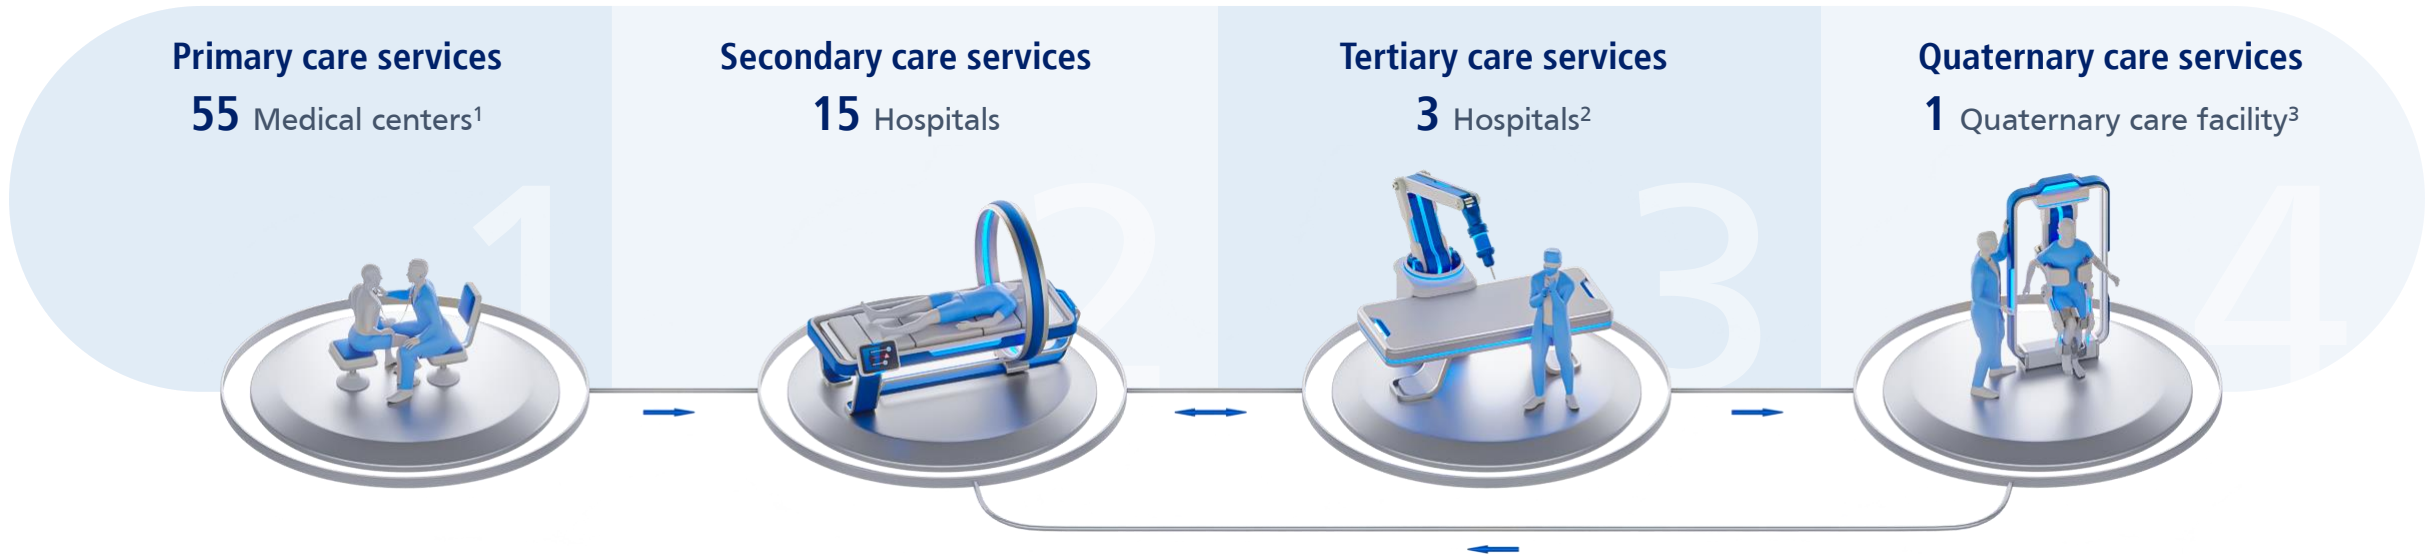 Primary care services
55 Medical centers¹
1
Secondary care services
15 Hospitals
2
Tertiary care services
3 Hospitals²
3
Quaternary care services
1 Quaternary care facility³
4